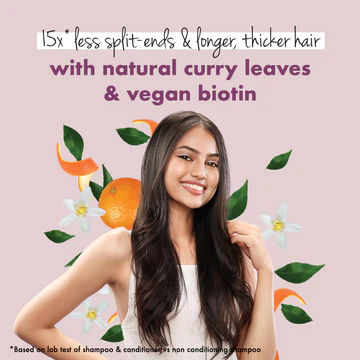 15x* less split-ends & longer, thicker hair
with natural curry leaves
& vegan biotin
*Based on lab test of shampoo & conditioner vs non conditioning shampoo